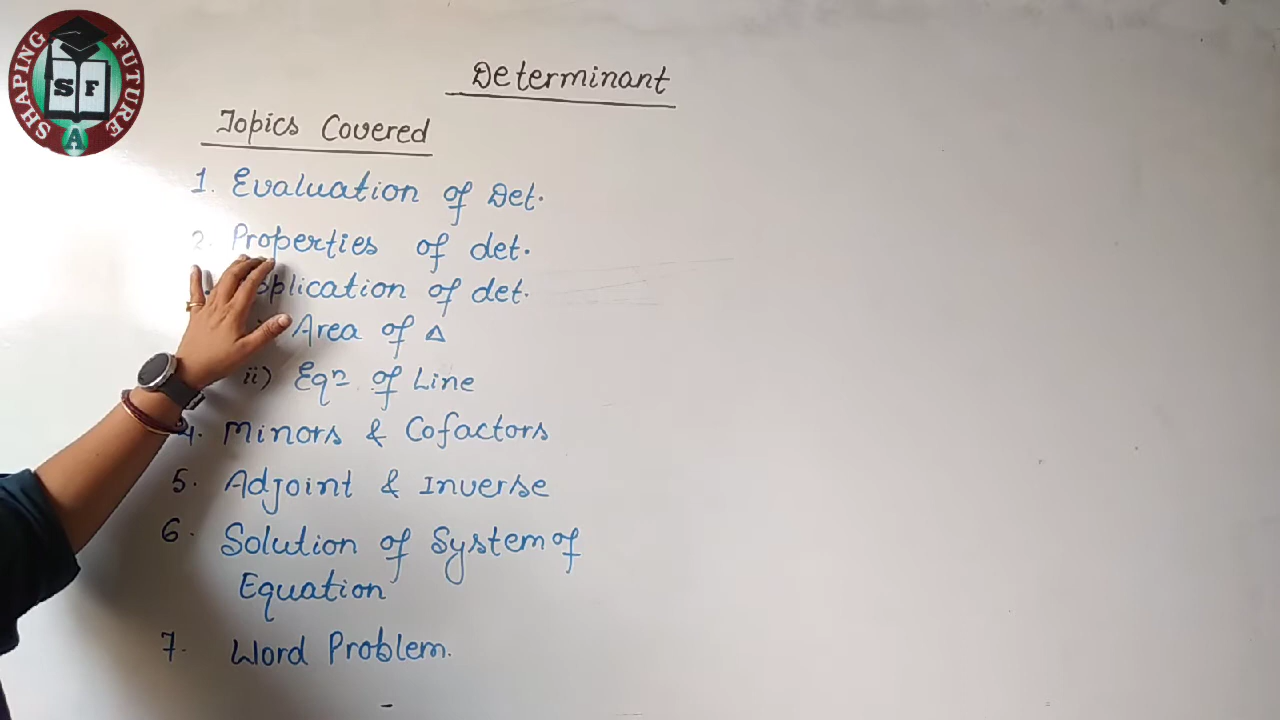 SHAPING FUTURE
S F
A
Determinant
Topics Covered
1. Evaluation of Det.
2. Properties of det.
of det.
Area of Δ
ii) Eqn of Line
4. Minors & Cofactors
5. Adjoint & Inverse
6. Solution of System of
Equation
7. Word Problem.